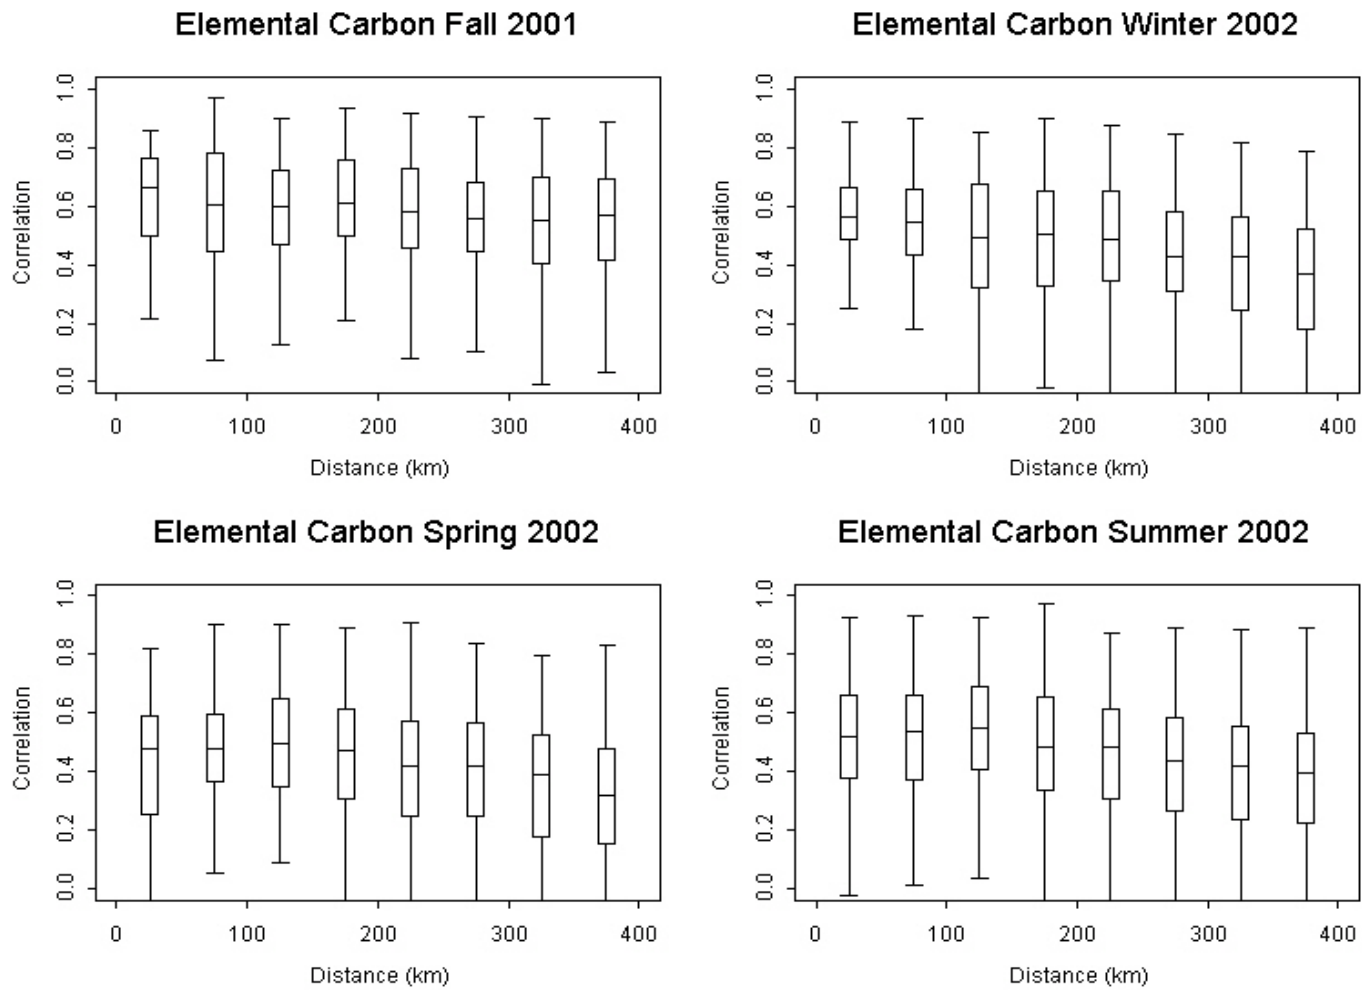 Elemental Carbon Fall 2001
Correlation
1.0
0.8
0.6
0.4
0.2
0.0
0 100 200 300 400
Distance (km)
Elemental Carbon Winter 2002
Correlation
1.0
0.8
0.6
0.4
0.2
0.0
0 100 200 300 400
Distance (km)
Elemental Carbon Spring 2002
Correlation
1.0
0.8
0.6
0.4
0.2
0.0
0 100 200 300 400
Distance (km)
Elemental Carbon Summer 2002
Correlation
1.0
0.8
0.6
0.4
0.2
0.0
0 100 200 300 400
Distance (km)